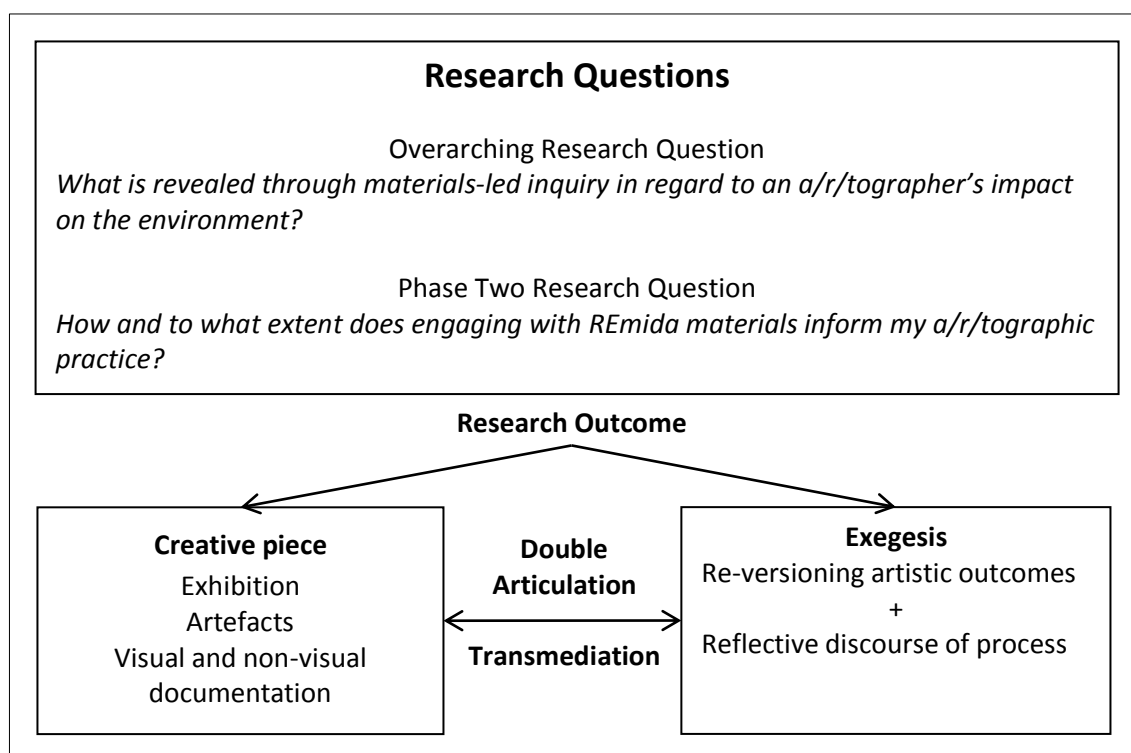 Research Questions
Overarching Research Question
What is revealed through materials-led inquiry in regard to an a/r/tographer’s impact
on the environment?
Phase Two Research Question
How and to what extent does engaging with REmida materials inform my a/r/tographic
practice?
Research Outcome
Creative piece
Exhibition
Artefacts
Visual and non-visual
documentation
Double
Articulation
Transmediation
Exegesis
Re-versioning artistic outcomes
+
Reflective discourse of process